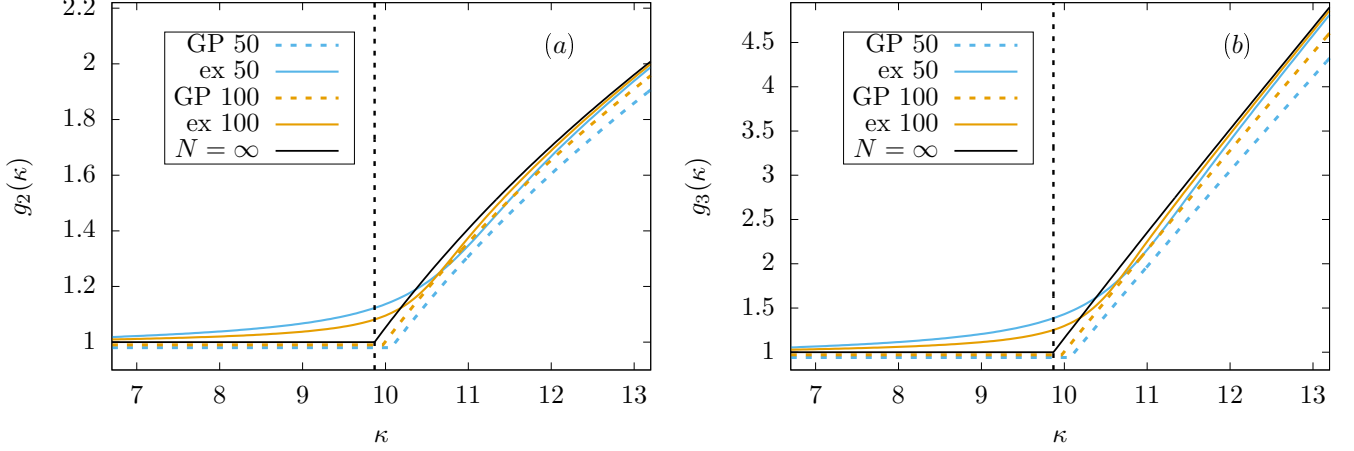 2.2
2
1.8
1.6
1.4
1.2
1
g₂(κ)
GP 50
ex 50
GP 100
ex 100
N = ∞
(a)
7 8 9 10 11 12 13
κ
4.5
4
3.5
3
2.5
2
1.5
1
g₃(κ)
GP 50
ex 50
GP 100
ex 100
N = ∞
(b)
7 8 9 10 11 12 13
κ